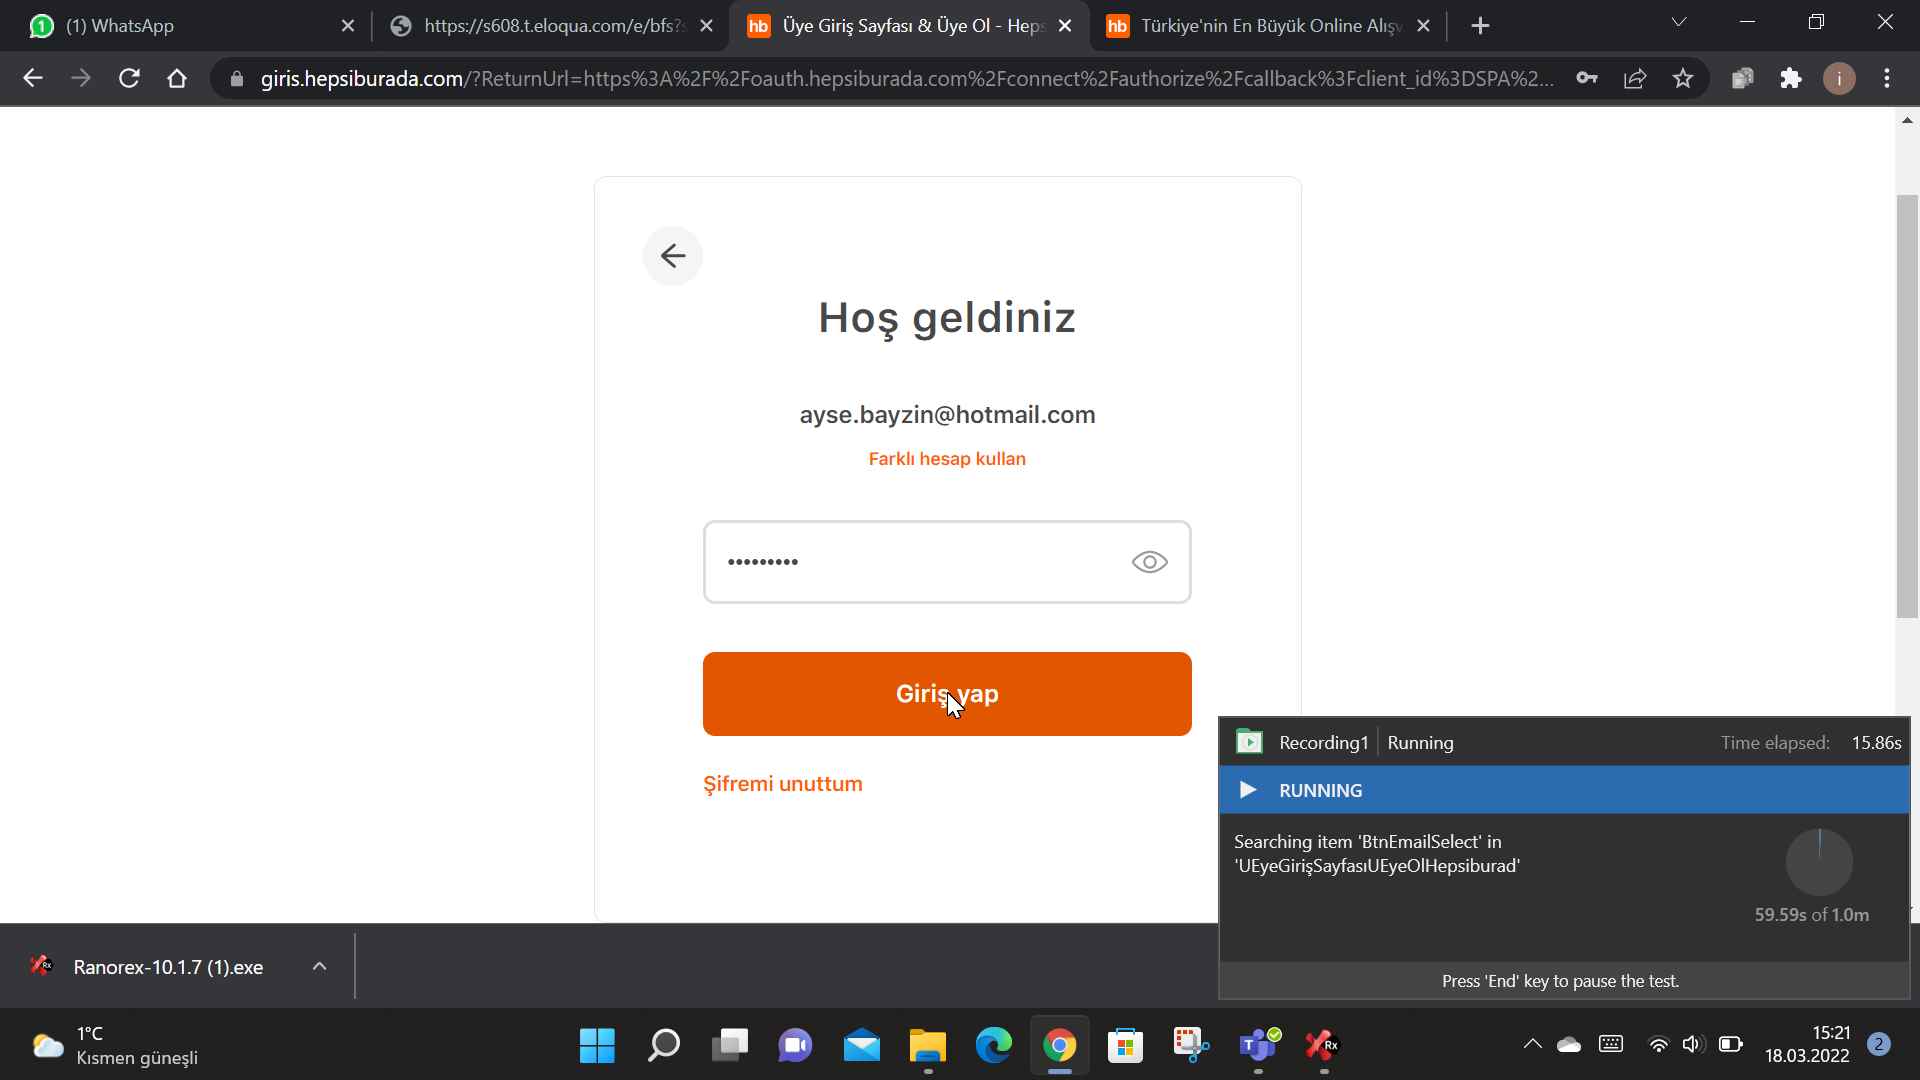 (1) WhatsApp
https://s608.t.eloqua.com/e/bfs?s
hb Üye Giriş Sayfası & Üye Ol - Heps
hb Türkiye'nin En Büyük Online Alışv
giris.hepsiburada.com/?ReturnUrl=https%3A%2F%2Foauth.hepsiburada.com%2Fconnect%2Fauthorize%2Fcallback%3Fclient_id%3DSPA%2...
i
Hoş geldiniz
ayse.bayzin@hotmail.com
Farklı hesap kullan
•••••••••
Giriş yap
Şifremi unuttum
Recording1 Running Time elapsed: 15.86s
RUNNING
Searching item 'BtnEmailSelect' in
'UEyeGirişSayfasıUEyeOlHepsiburad'
59.59s of 1.0m
Press 'End' key to pause the test.
Ranorex-10.1.7 (1).exe
1°C
Kısmen güneşli
15:21
18.03.2022
2